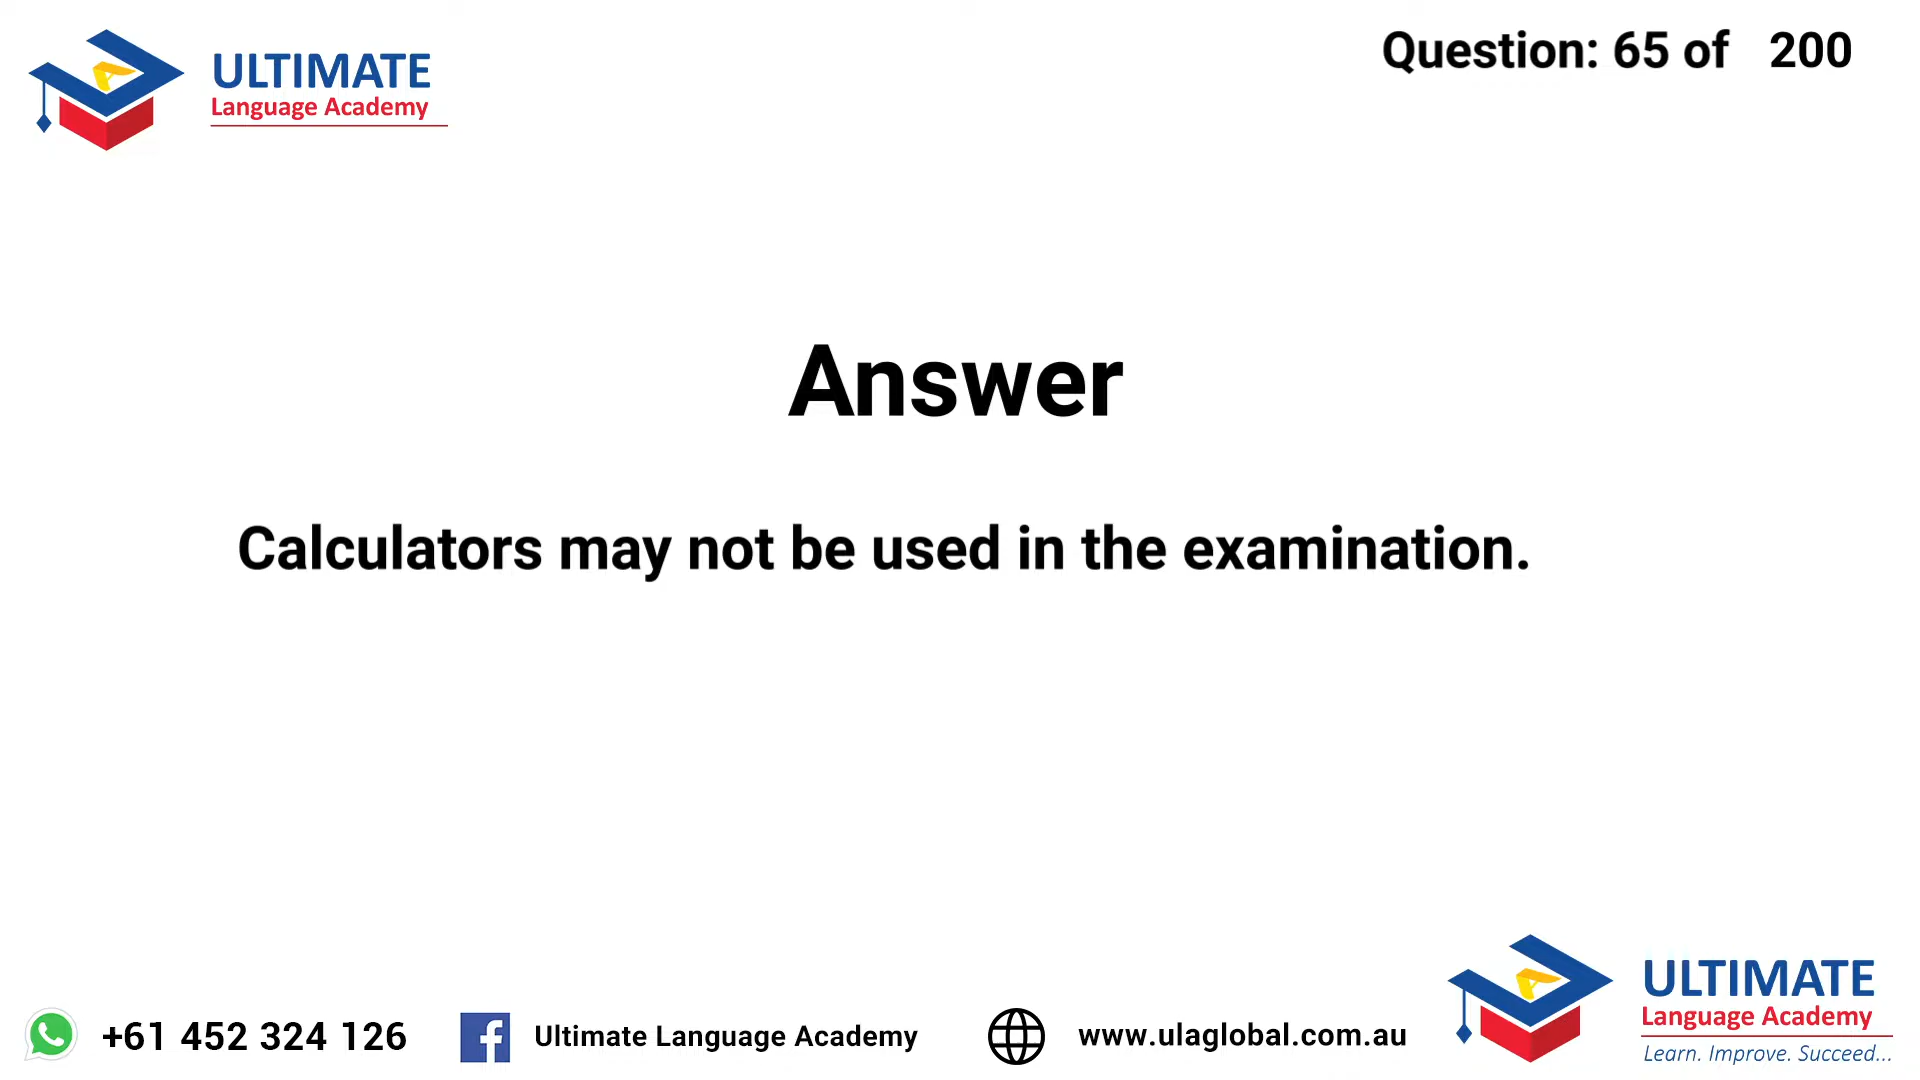 ULTIMATE
Language Academy
Question: 65 of 200
Answer
Calculators may not be used in the examination.
+61 452 324 126
Ultimate Language Academy
www.ulaglobal.com.au
ULTIMATE
Language Academy
Learn. Improve. Succeed...